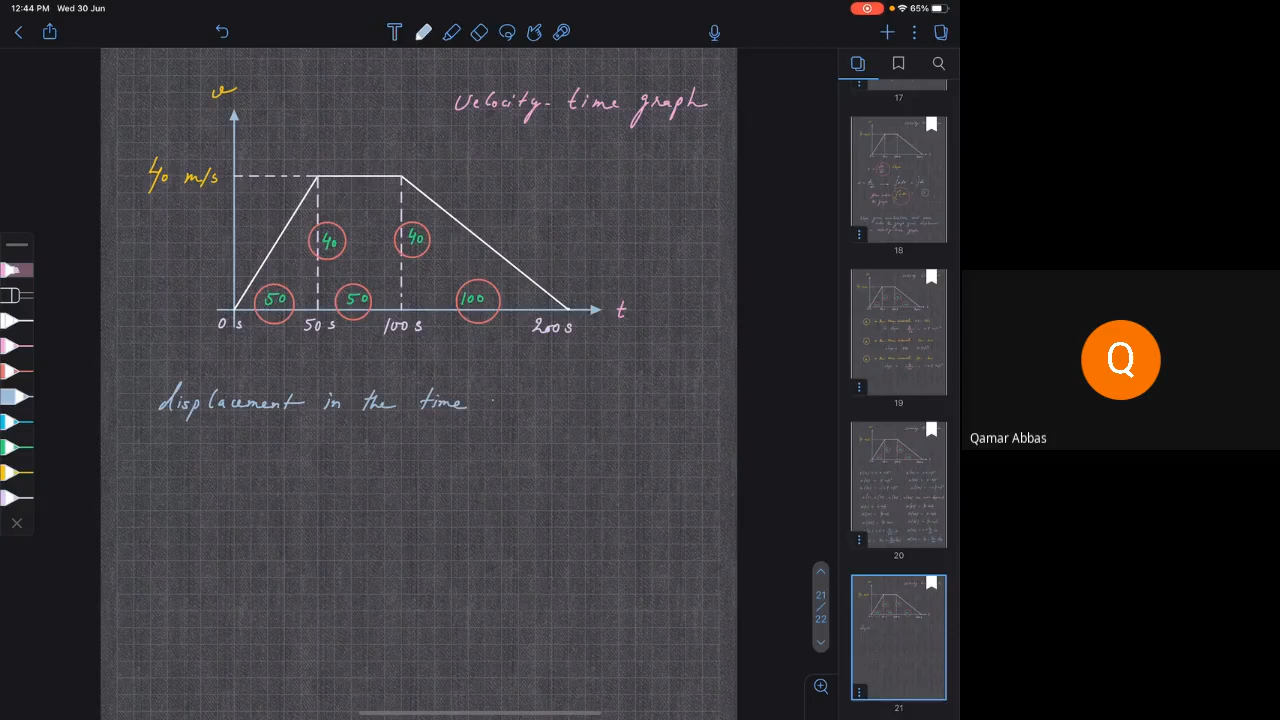 12:44 PM Wed 30 Jun
65%
T
v
velocity-time graph
40 m/s
40
40
50
50
100
t
0 s
50 s
100 s
200 s
displacement in the time
17
18
19
20
21
21
22
Q
Qamar Abbas